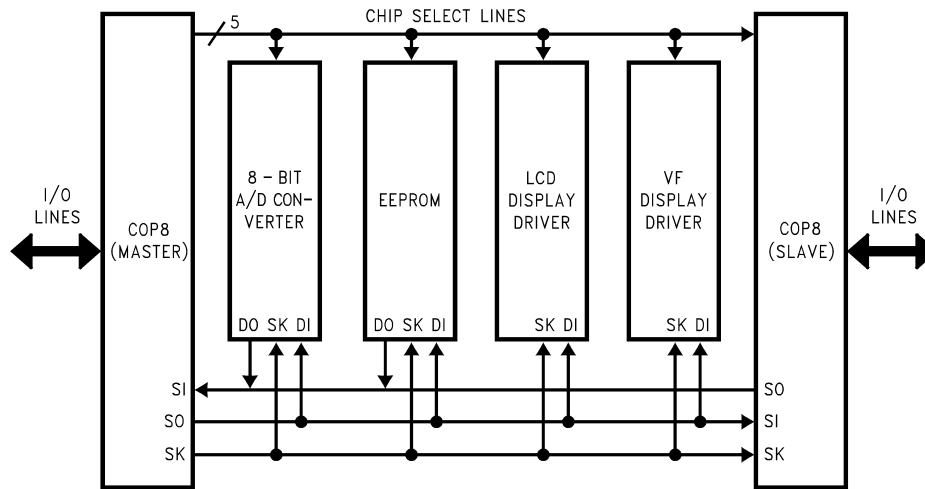 CHIP SELECT LINES
5
8 – BIT
A/D CON–
VERTER
EEPROM
LCD
DISPLAY
DRIVER
VF
DISPLAY
DRIVER
I/O
LINES
COP8
(MASTER)
COP8
(SLAVE)
I/O
LINES
DO SK DI
DO SK DI
SK DI
SK DI
SI
SO
SO
SI
SK
SK